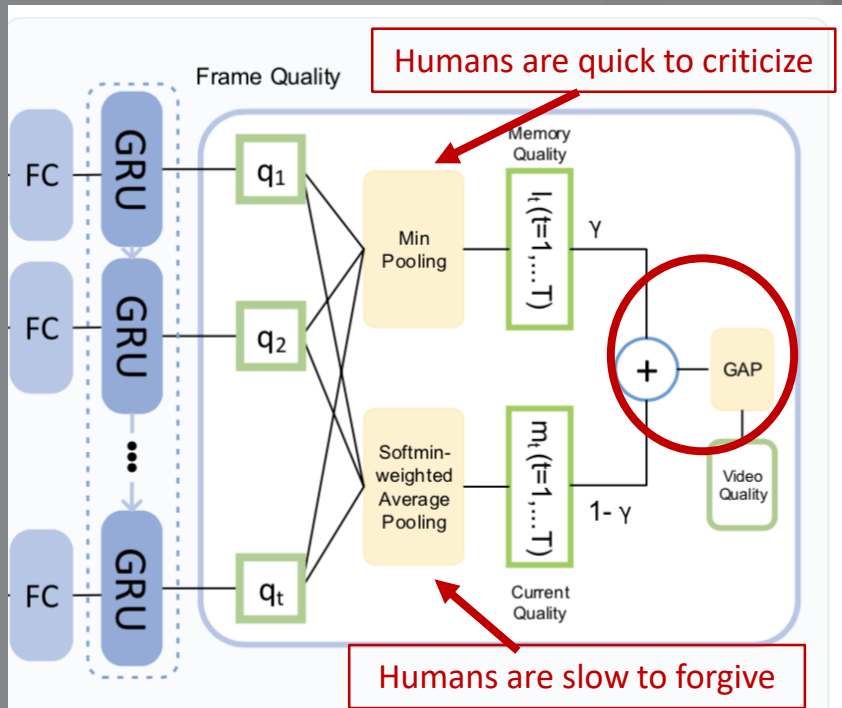 Humans are quick to criticize
Frame Quality
FC
GRU
q1
Min
Pooling
Memory
Quality
lt(t=1,...T)
γ
FC
GRU
q2
+
GAP
...
Softmin-
weighted
Average
Pooling
mt(t=1,...T)
1- γ
Video
Quality
FC
GRU
qt
Current
Quality
Humans are slow to forgive